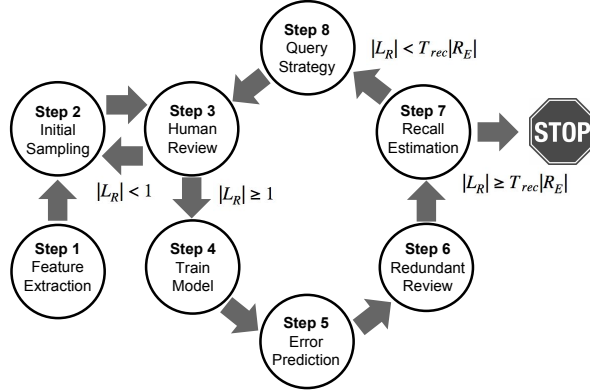 Step 8
Query
Strategy
|L_R| < T_rec|R_E|
Step 2
Initial
Sampling
Step 3
Human
Review
Step 7
Recall
Estimation
STOP
|L_R| < 1
|L_R| ≥ 1
|L_R| ≥ T_rec|R_E|
Step 1
Feature
Extraction
Step 4
Train
Model
Step 6
Redundant
Review
Step 5
Error
Prediction